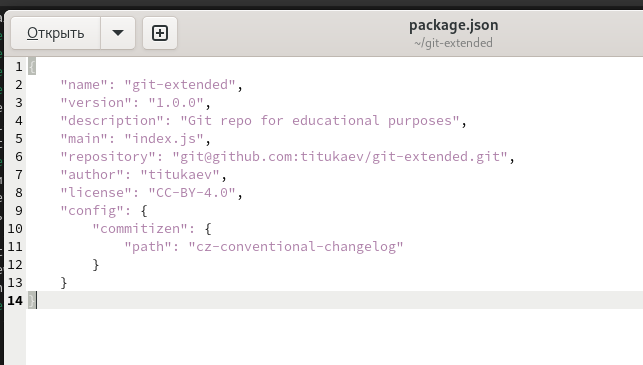 Открыть
package.json
~/git-extended
1 {
2 "name": "git-extended",
3 "version": "1.0.0",
4 "description": "Git repo for educational purposes",
5 "main": "index.js",
6 "repository": "git@github.com:titukaev/git-extended.git",
7 "author": "titukaev",
8 "license": "CC-BY-4.0",
9 "config": {
10 "commitizen": {
11 "path": "cz-conventional-changelog"
12 }
13 }
14 }